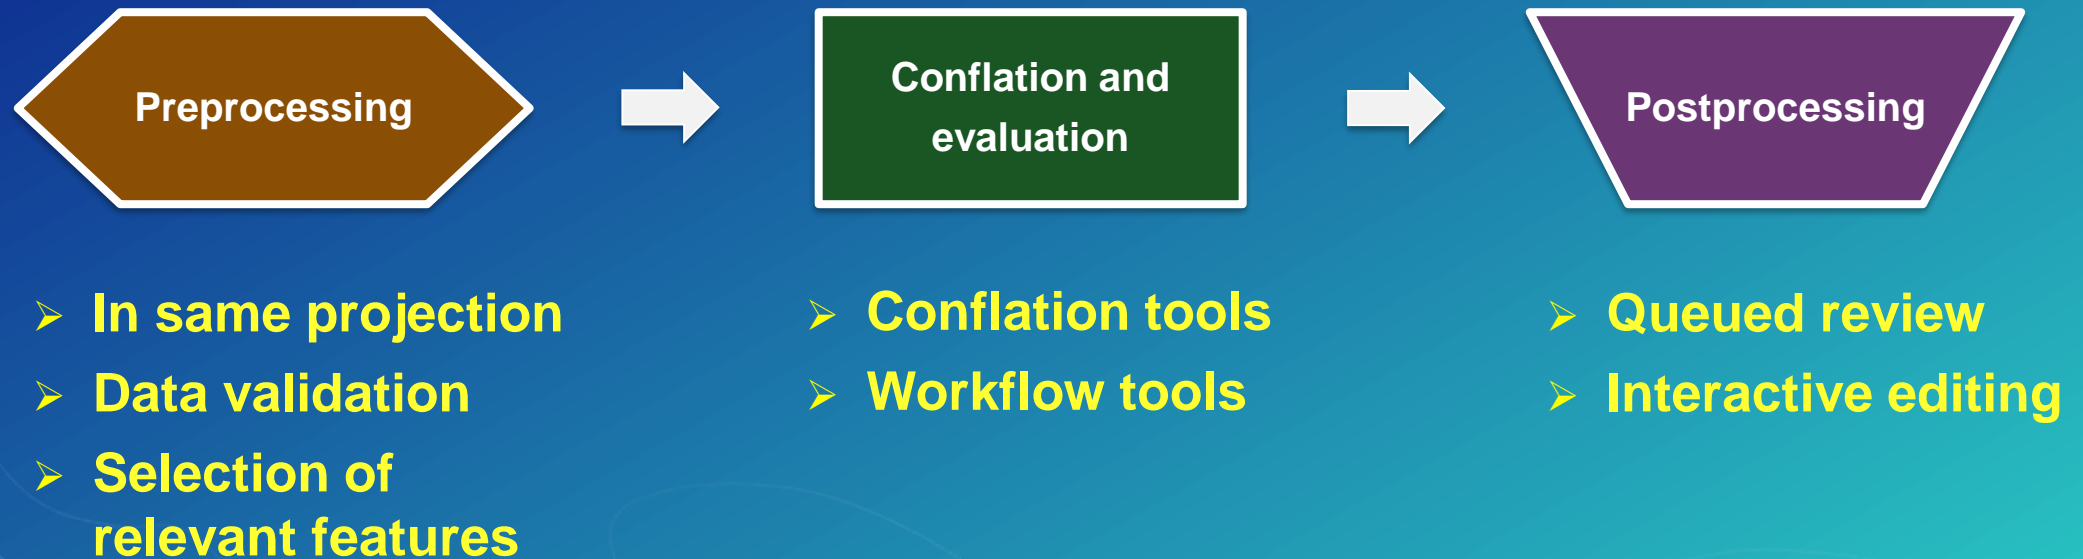 Preprocessing
Conflation and
evaluation
Postprocessing
➢ In same projection
➢ Data validation
➢ Selection of
relevant features
➢ Conflation tools
➢ Workflow tools
➢ Queued review
➢ Interactive editing